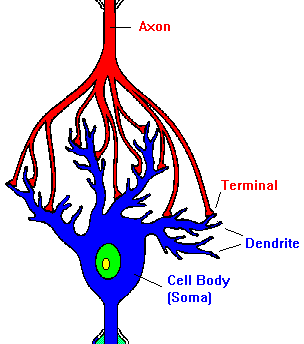 Axon
Terminal
Dendrite
Cell Body
(Soma)